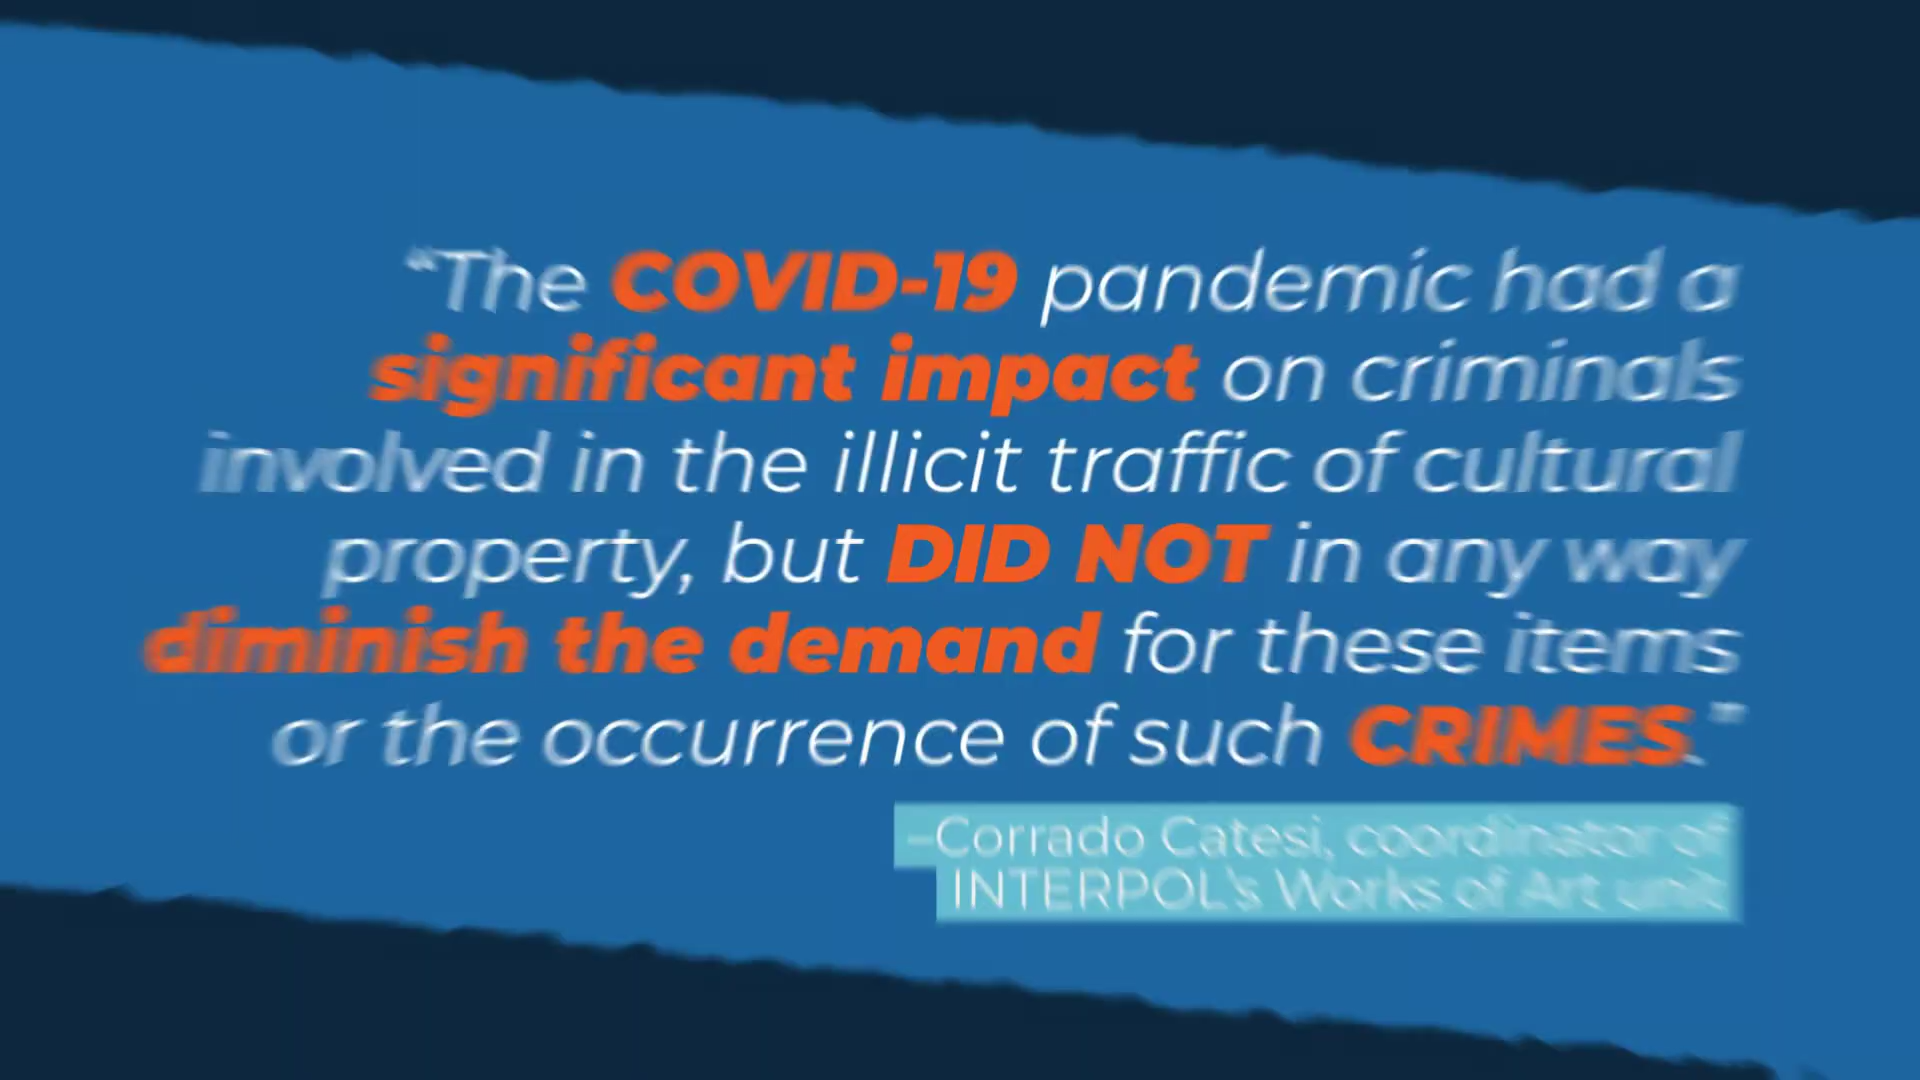 “The COVID-19 pandemic had a
significant impact on criminals
involved in the illicit traffic of cultural
property, but DID NOT in any way
diminish the demand for these items
or the occurrence of such CRIMES.”
–Corrado Catesi, coordinator of
INTERPOL’s Works of Art unit